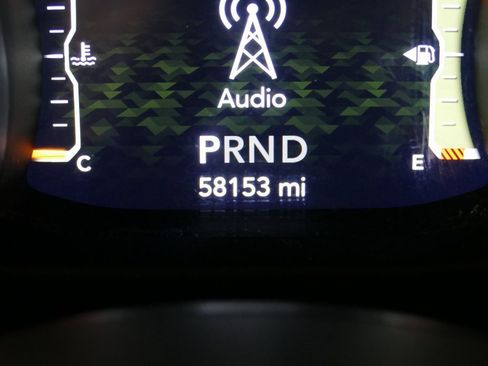 Audio
PRND
C
E
58153 mi